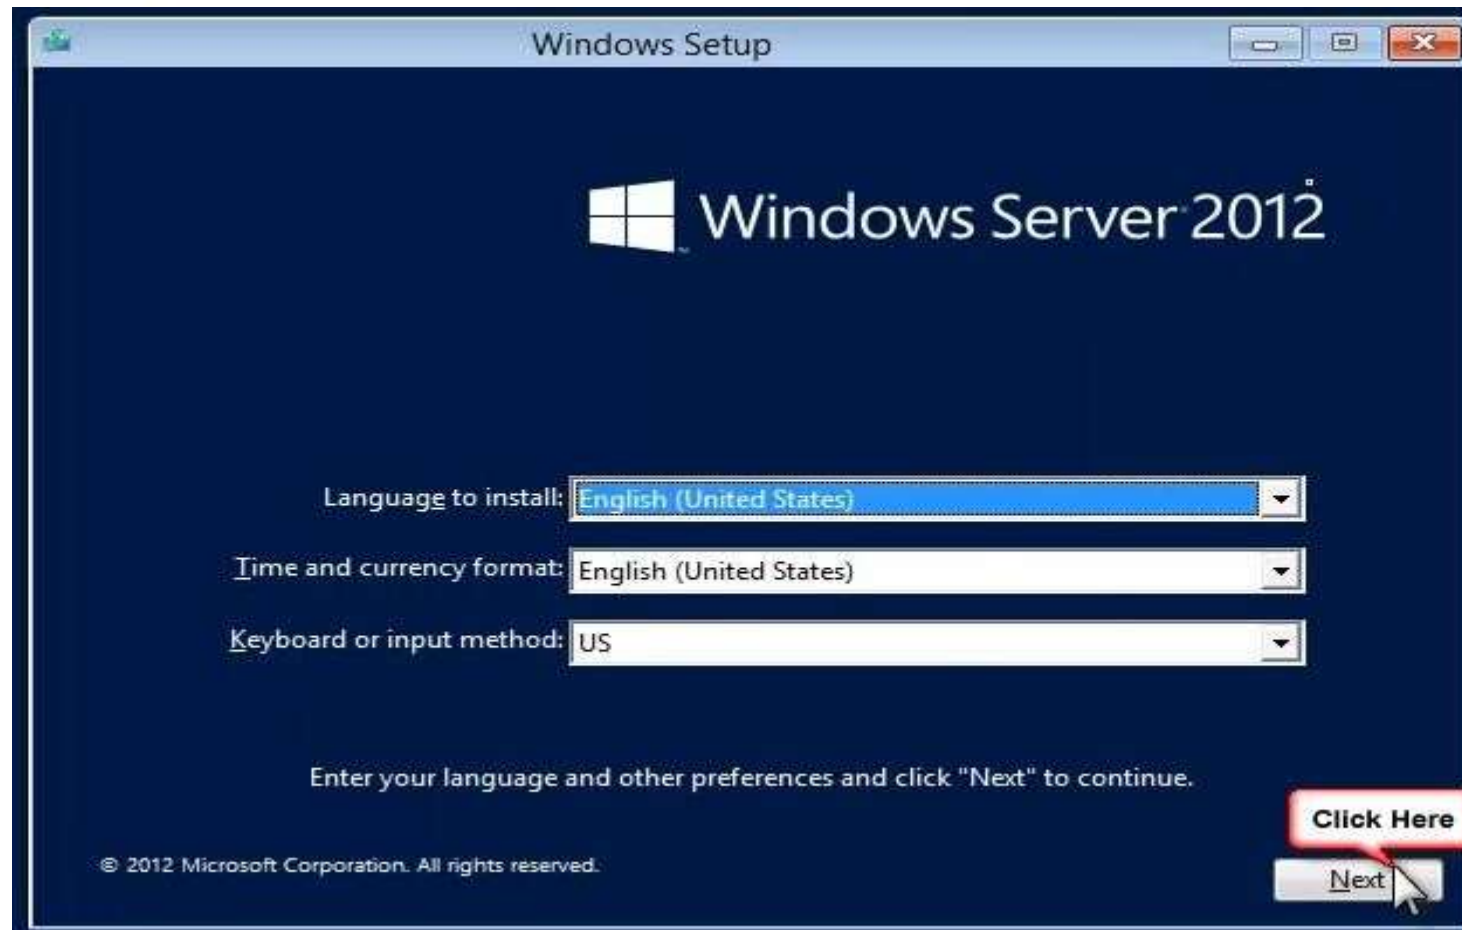 Windows Setup
Windows Server 2012
Language to install: English (United States)
Time and currency format: English (United States)
Keyboard or input method: US
Enter your language and other preferences and click "Next" to continue.
Click Here
© 2012 Microsoft Corporation. All rights reserved.
Next